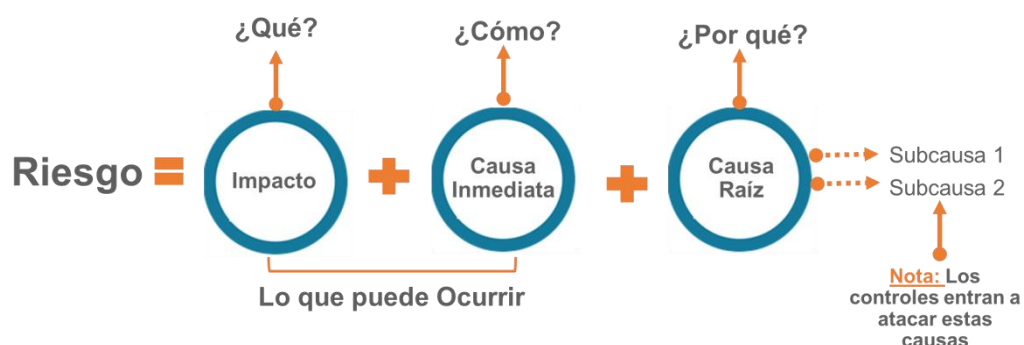 ¿Qué?
¿Cómo?
¿Por qué?
Riesgo =
Impacto
+
Causa
Inmediata
+
Causa
Raíz
Subcausa 1
Subcausa 2
Lo que puede Ocurrir
Nota: Los
controles entran a
atacar estas
causas